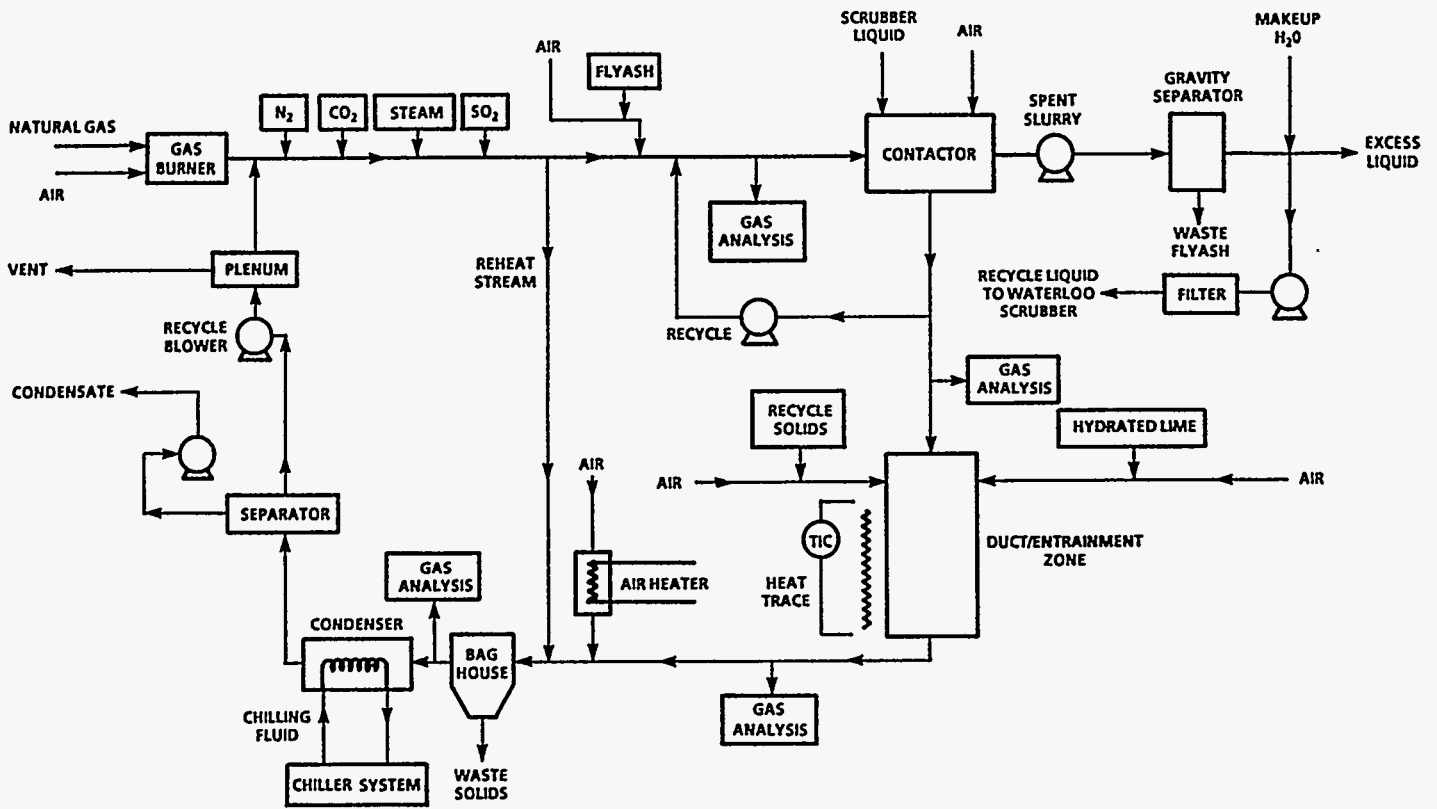 SCRUBBER
LIQUID
AIR
MAKEUP
H₂O
AIR
FLYASH
GRAVITY
SEPARATOR
SPENT
SLURRY
N₂
CO₂
STEAM
SO₂
NATURAL GAS
GAS
BURNER
AIR
CONTACTOR
EXCESS
LIQUID
GAS
ANALYSIS
WASTE
FLYASH
VENT
PLENUM
REHEAT
STREAM
RECYCLE LIQUID
TO WATERLOO
SCRUBBER
FILTER
RECYCLE
BLOWER
RECYCLE
GAS
ANALYSIS
CONDENSATE
RECYCLE
SOLIDS
HYDRATED LIME
AIR
AIR
AIR
SEPARATOR
TIC
DUCT/ENTRAINMENT
ZONE
GAS
ANALYSIS
AIR HEATER
HEAT
TRACE
CONDENSER
BAG
HOUSE
CHILLING
FLUID
GAS
ANALYSIS
CHILLER SYSTEM
WASTE
SOLIDS